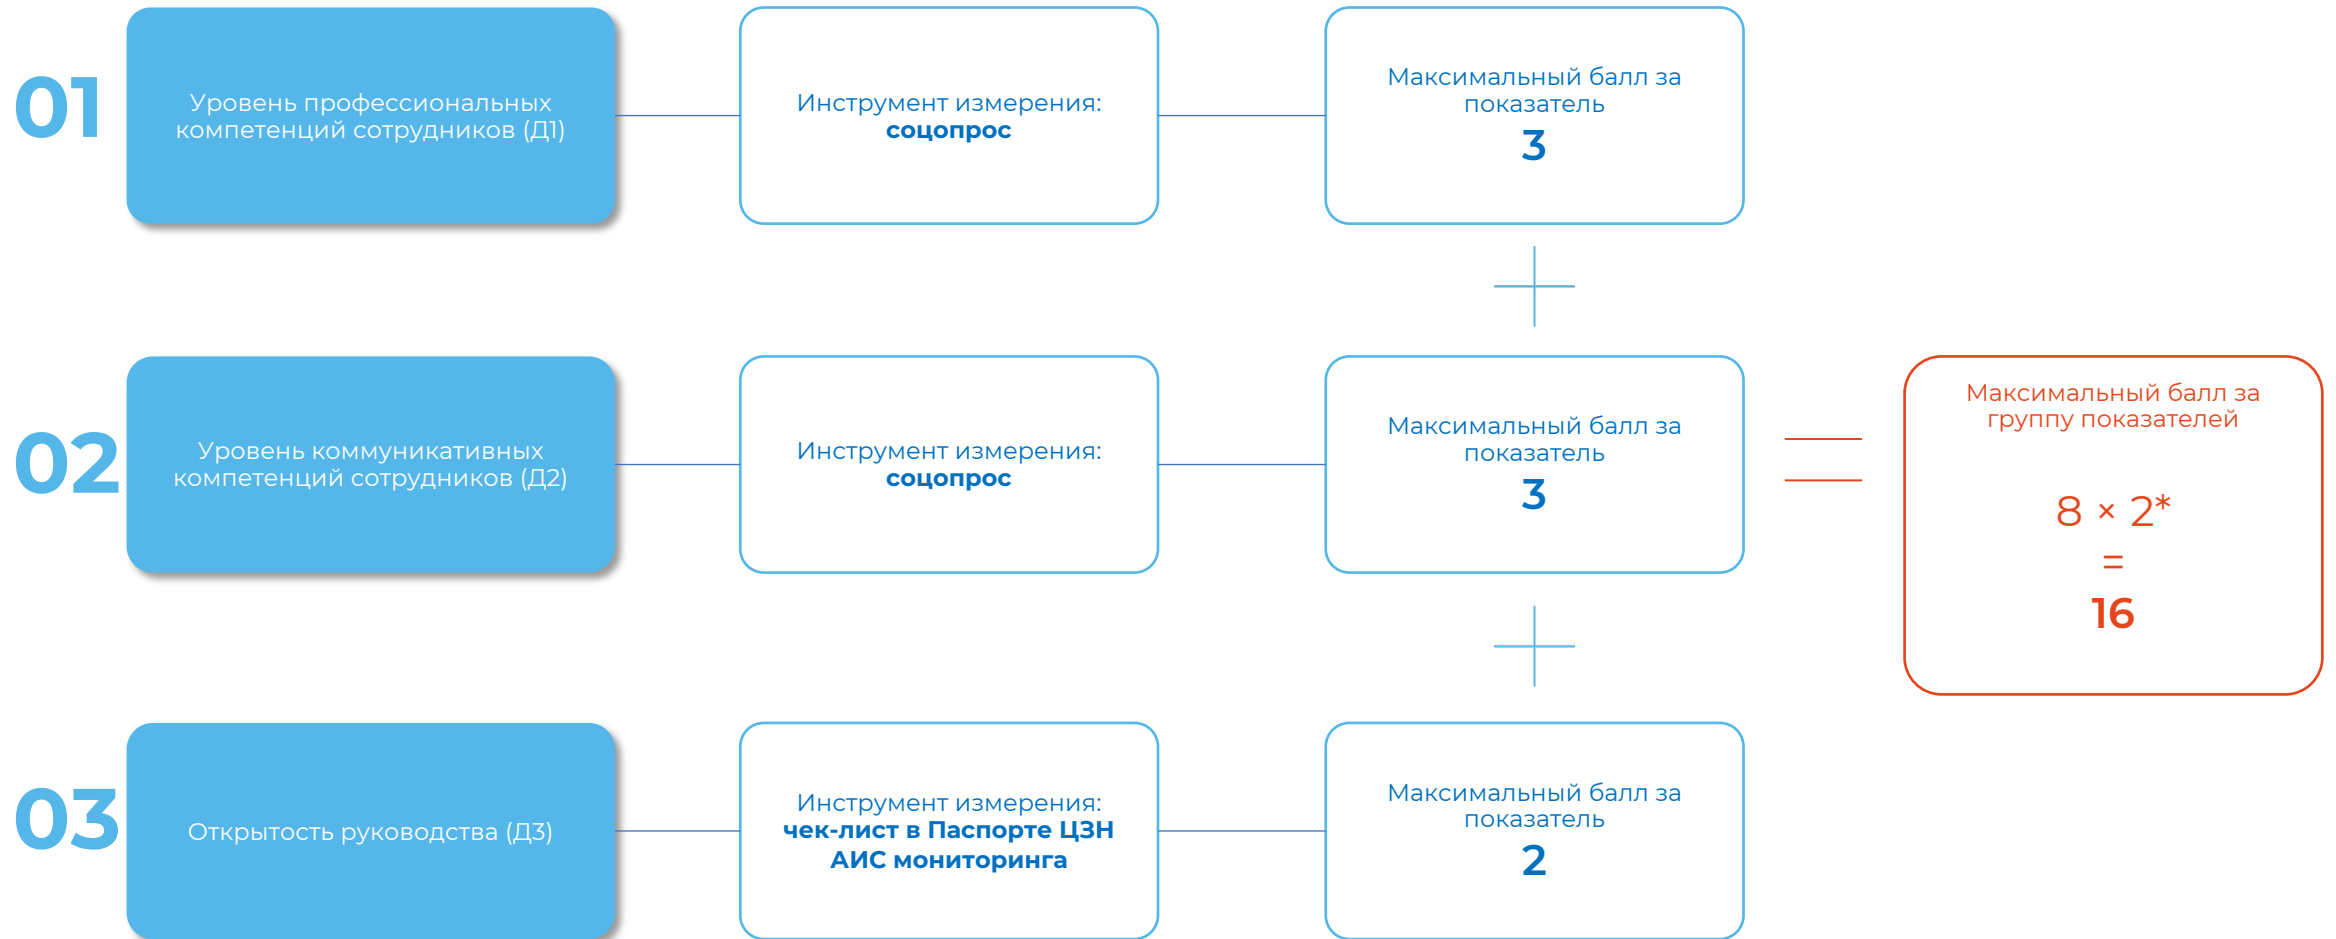 01
Уровень профессиональных
компетенций сотрудников (Д1)
Инструмент измерения:
соцопрос
Максимальный балл за
показатель
3
02
Уровень коммуникативных
компетенций сотрудников (Д2)
Инструмент измерения:
соцопрос
Максимальный балл за
показатель
3
Максимальный балл за
группу показателей
8 × 2*
=
16
03
Открытость руководства (Д3)
Инструмент измерения:
чек-лист в Паспорте ЦЗН
АИС мониторинга
Максимальный балл за
показатель
2